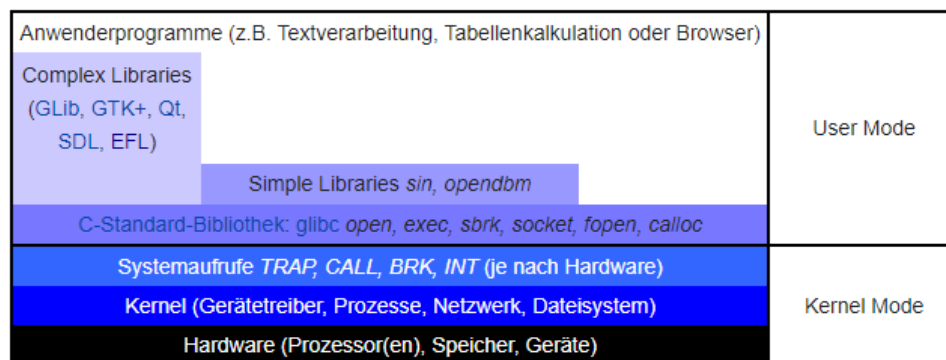 Anwenderprogramme (z.B. Textverarbeitung, Tabellenkalkulation oder Browser)
Complex Libraries
(GLib, GTK+, Qt,
SDL, EFL)
Simple Libraries sin, opendbm
C-Standard-Bibliothek: glibc open, exec, sbrk, socket, fopen, calloc
User Mode
Systemaufrufe TRAP, CALL, BRK, INT (je nach Hardware)
Kernel (Gerätetreiber, Prozesse, Netzwerk, Dateisystem)
Hardware (Prozessor(en), Speicher, Geräte)
Kernel Mode